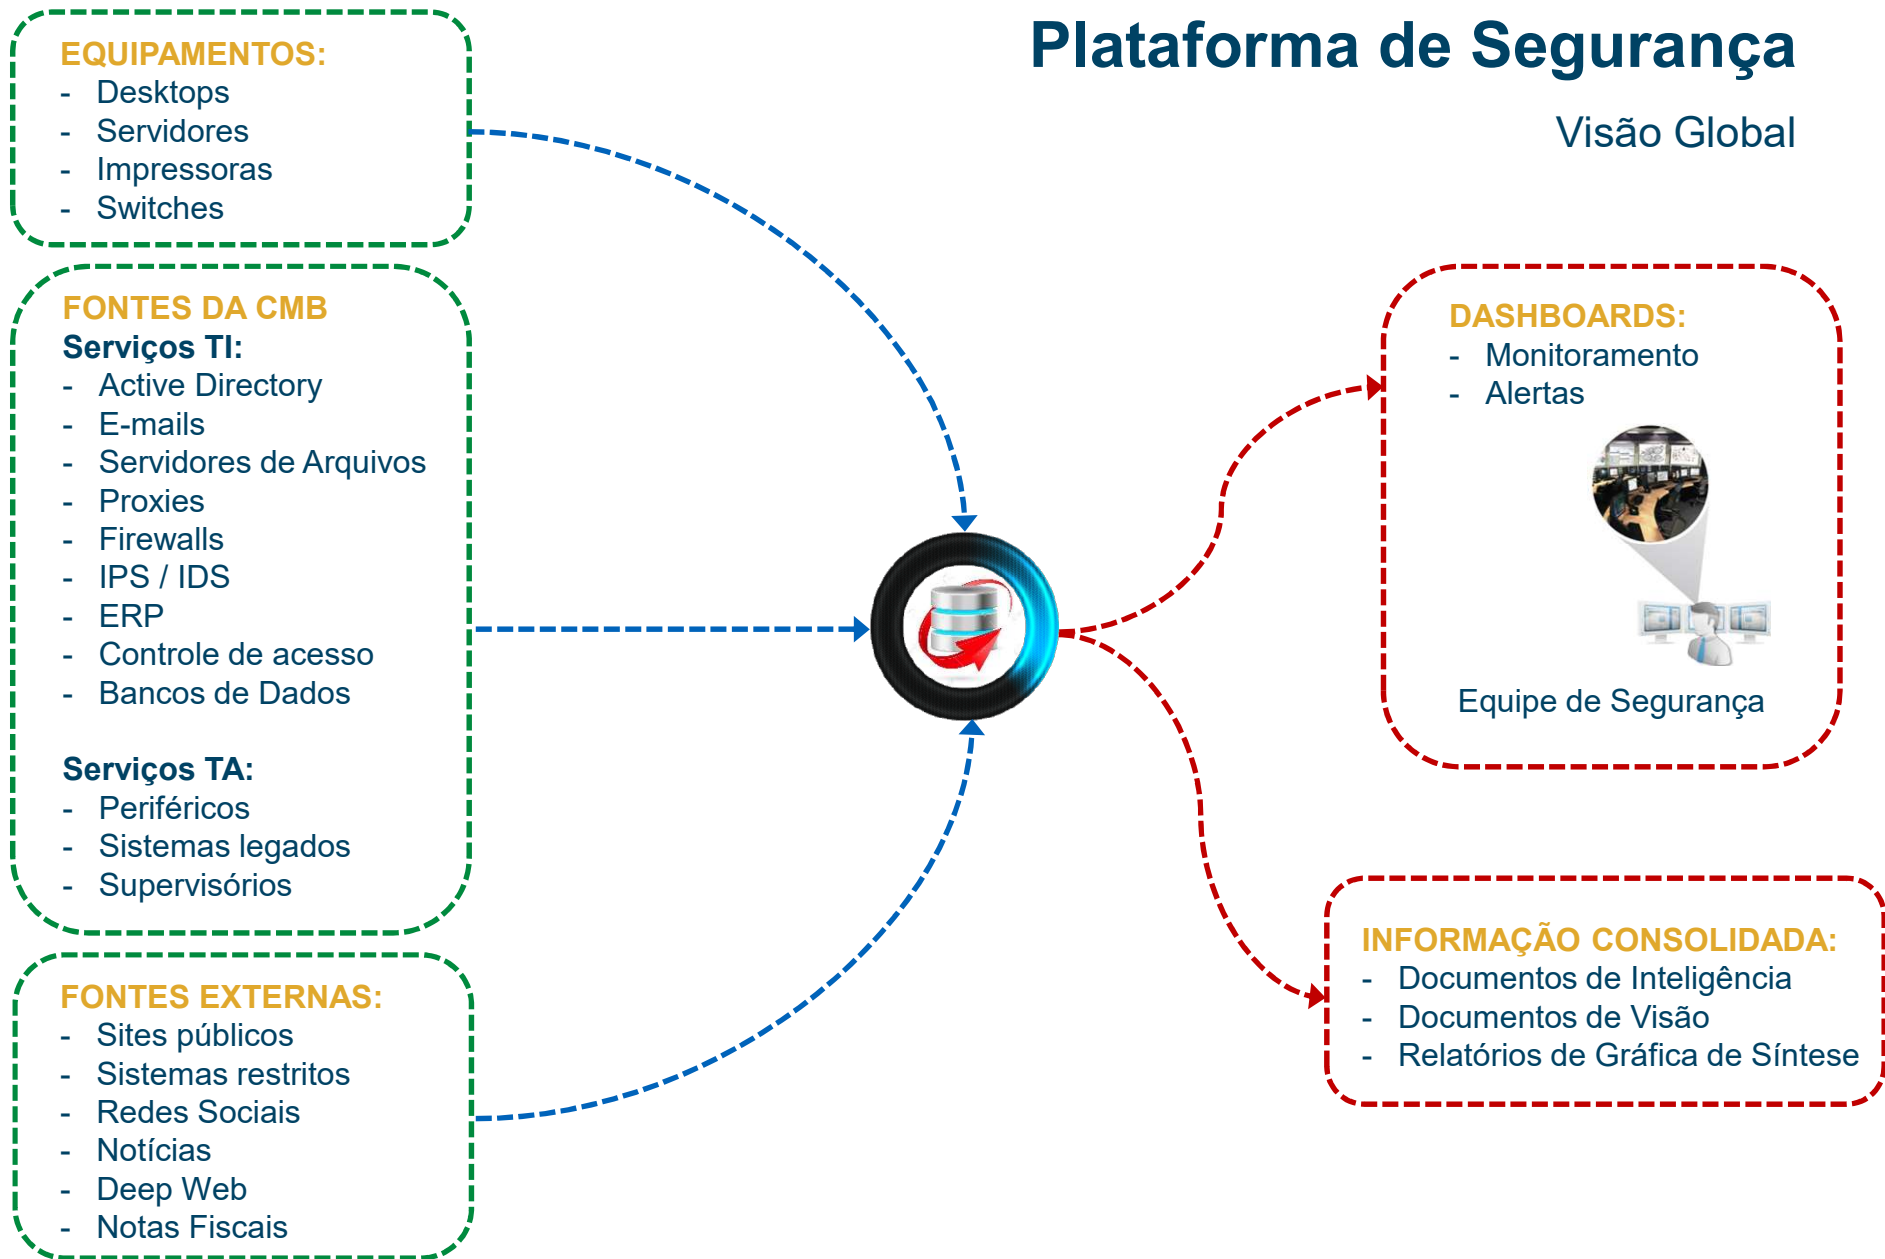 Plataforma de Segurança
Visão Global
EQUIPAMENTOS:
- Desktops
- Servidores
- Impressoras
- Switches
FONTES DA CMB
Serviços TI:
- Active Directory
- E-mails
- Servidores de Arquivos
- Proxies
- Firewalls
- IPS / IDS
- ERP
- Controle de acesso
- Bancos de Dados
Serviços TA:
- Periféricos
- Sistemas legados
- Supervisórios
FONTES EXTERNAS:
- Sites públicos
- Sistemas restritos
- Redes Sociais
- Notícias
- Deep Web
- Notas Fiscais
DASHBOARDS:
- Monitoramento
- Alertas
Equipe de Segurança
INFORMAÇÃO CONSOLIDADA:
- Documentos de Inteligência
- Documentos de Visão
- Relatórios de Gráfica de Síntese